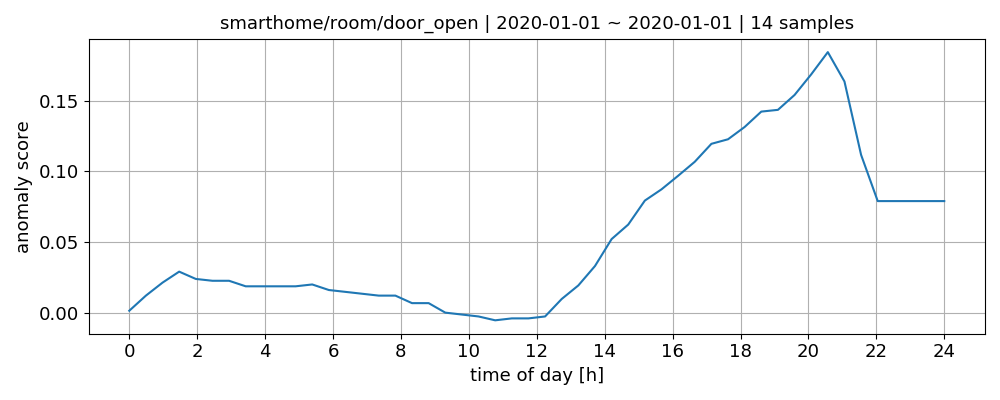 smarthome/room/door_open | 2020-01-01 ~ 2020-01-01 | 14 samples
anomaly score
0.15
0.10
0.05
0.00
0 2 4 6 8 10 12 14 16 18 20 22 24
time of day [h]